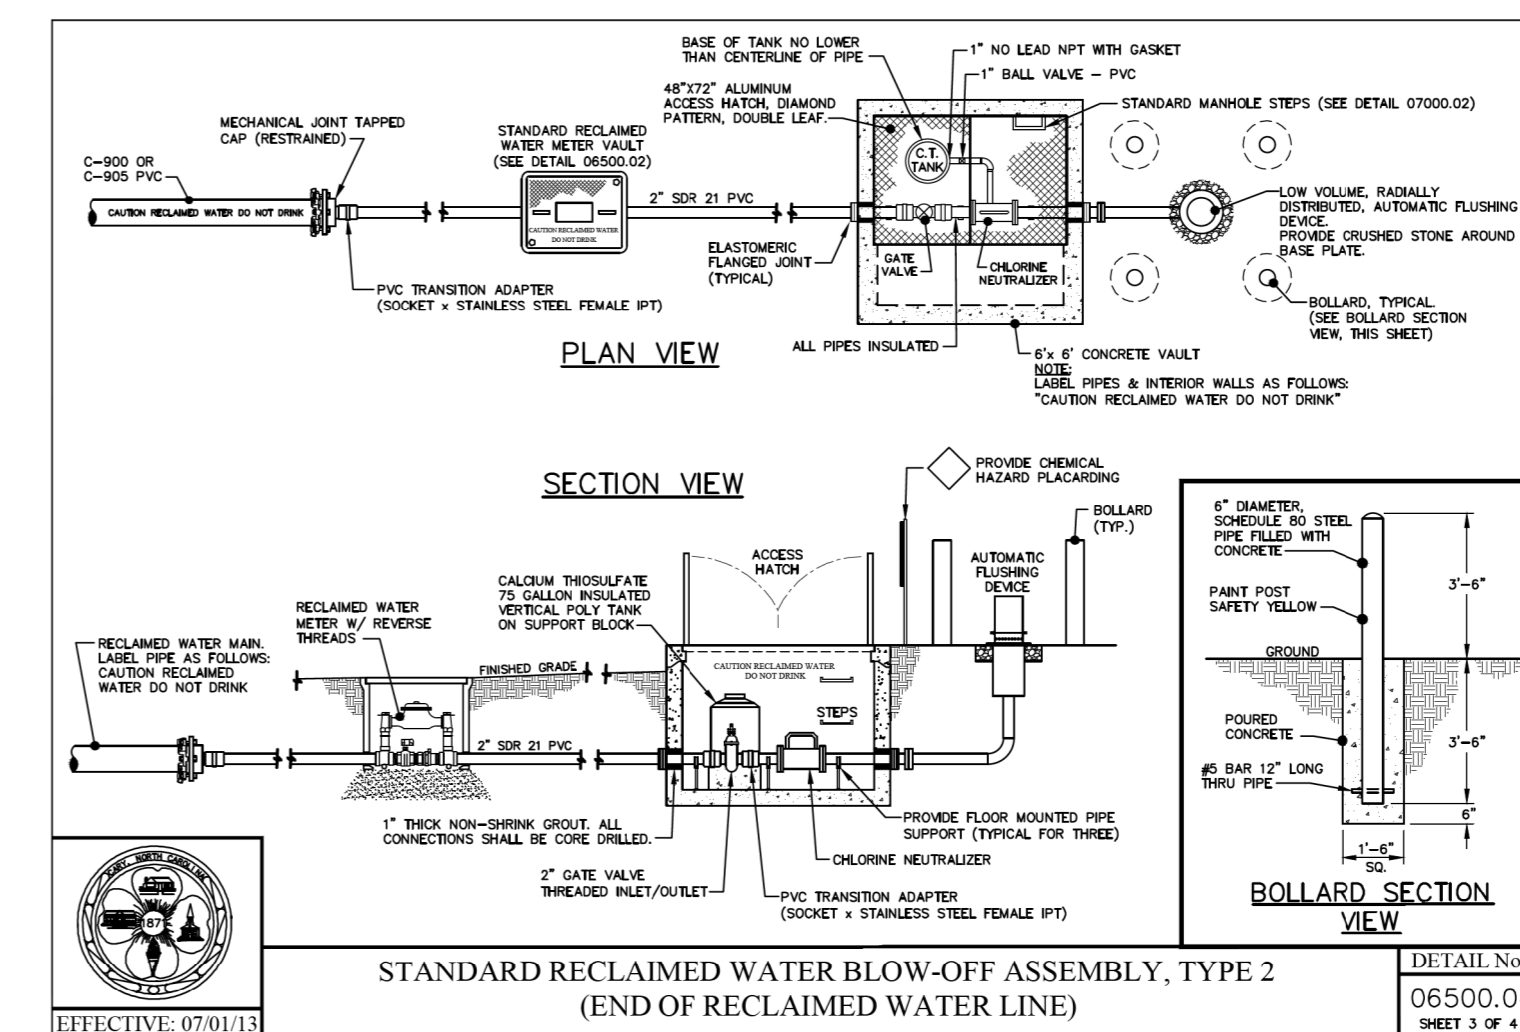 BASE OF TANK NO LOWER
THAN CENTERLINE OF PIPE
1" NO LEAD NPT WITH GASKET
1" BALL VALVE - PVC
48"X72" ALUMINUM
ACCESS HATCH, DIAMOND
PATTERN, DOUBLE LEAF.
STANDARD MANHOLE STEPS (SEE DETAIL 07000.02)
MECHANICAL JOINT TAPPED
CAP (RESTRAINED)
STANDARD RECLAIMED
WATER METER VAULT
(SEE DETAIL 06500.02)
C-900 OR
C-905 PVC
C.T.
TANK
CAUTION RECLAIMED WATER DO NOT DRINK
2" SDR 21 PVC
CAUTION RECLAIMED WATER
DO NOT DRINK
LOW VOLUME, RADIALLY
DISTRIBUTED, AUTOMATIC FLUSHING
DEVICE.
PROVIDE CRUSHED STONE AROUND
BASE PLATE.
ELASTOMERIC
FLANGED JOINT
(TYPICAL)
GATE
VALVE
CHLORINE
NEUTRALIZER
PVC TRANSITION ADAPTER
(SOCKET x STAINLESS STEEL FEMALE IPT)
BOLLARD, TYPICAL.
(SEE BOLLARD SECTION
VIEW, THIS SHEET)
PLAN VIEW
ALL PIPES INSULATED
6'x 6' CONCRETE VAULT
NOTE:
LABEL PIPES & INTERIOR WALLS AS FOLLOWS:
"CAUTION RECLAIMED WATER DO NOT DRINK"
SECTION VIEW
PROVIDE CHEMICAL
HAZARD PLACARDING
BOLLARD
(TYP.)
ACCESS
HATCH
AUTOMATIC
FLUSHING
DEVICE
CALCIUM THIOSULFATE
75 GALLON INSULATED
VERTICAL POLY TANK
ON SUPPORT BLOCK
RECLAIMED WATER
METER W/ REVERSE
THREADS
RECLAIMED WATER MAIN.
LABEL PIPE AS FOLLOWS:
CAUTION RECLAIMED
WATER DO NOT DRINK
FINISHED GRADE
CAUTION RECLAIMED WATER
DO NOT DRINK
STEPS
2" SDR 21 PVC
1" THICK NON-SHRINK GROUT. ALL
CONNECTIONS SHALL BE CORE DRILLED.
PROVIDE FLOOR MOUNTED PIPE
SUPPORT (TYPICAL FOR THREE)
CHLORINE NEUTRALIZER
2" GATE VALVE
THREADED INLET/OUTLET
PVC TRANSITION ADAPTER
(SOCKET x STAINLESS STEEL FEMALE IPT)
6" DIAMETER,
SCHEDULE 80 STEEL
PIPE FILLED WITH
CONCRETE
3'-6"
PAINT POST
SAFETY YELLOW
GROUND
POURED
CONCRETE
3'-6"
#5 BAR 12" LONG
THRU PIPE
6"
1'-6"
SQ.
BOLLARD SECTION
VIEW
CARY, NORTH CAROLINA
1871
EFFECTIVE: 07/01/13
STANDARD RECLAIMED WATER BLOW-OFF ASSEMBLY, TYPE 2
(END OF RECLAIMED WATER LINE)
DETAIL No
06500.0
SHEET 3 OF 4